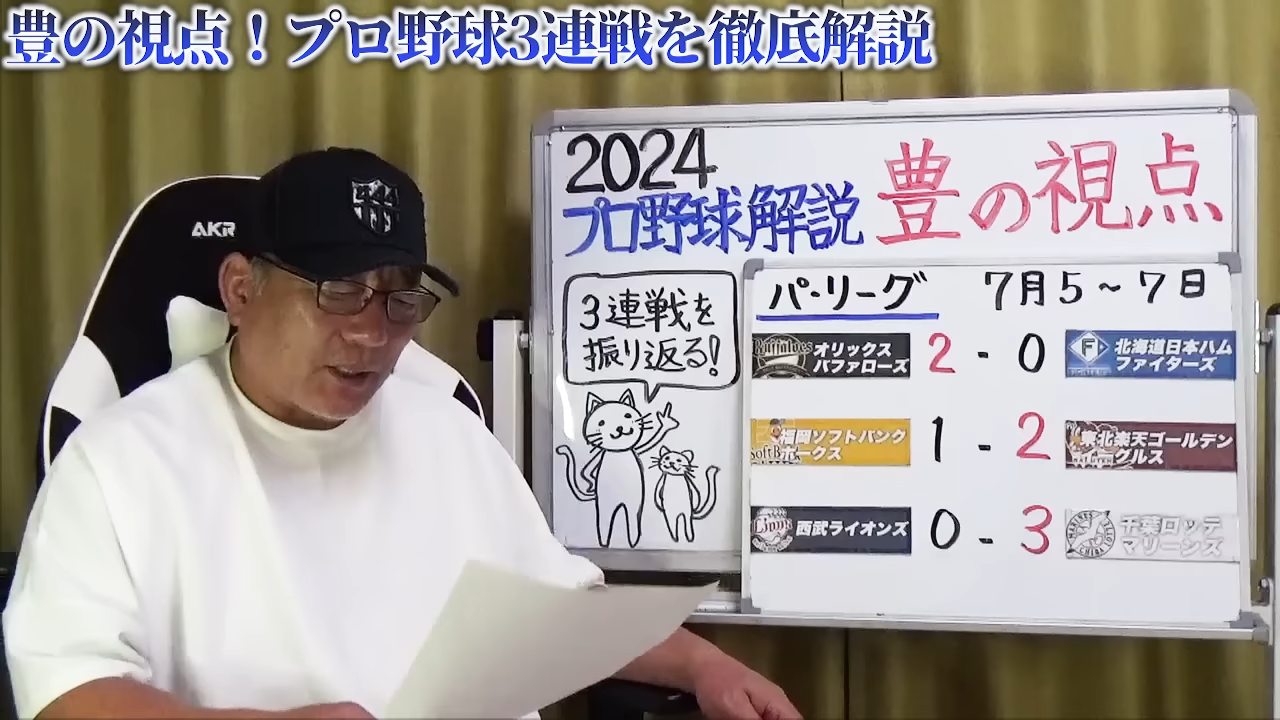 豊の視点！プロ野球3連戦を徹底解説
AKR
2024
プロ野球解説 豊の視点
3連戦を
振り返る!
パ・リーグ 7月5～7日
Buffaloes
オリックス
バファローズ
2 - 0
F
北海道日本ハム
ファイターズ
SoftB
福岡ソフトバンク
ホークス
1 - 2
東北楽天ゴールデン
イーグルス
Lions
西武ライオンズ
0 - 3
MARINES
CHIBA
千葉ロッテ
マリーンズ